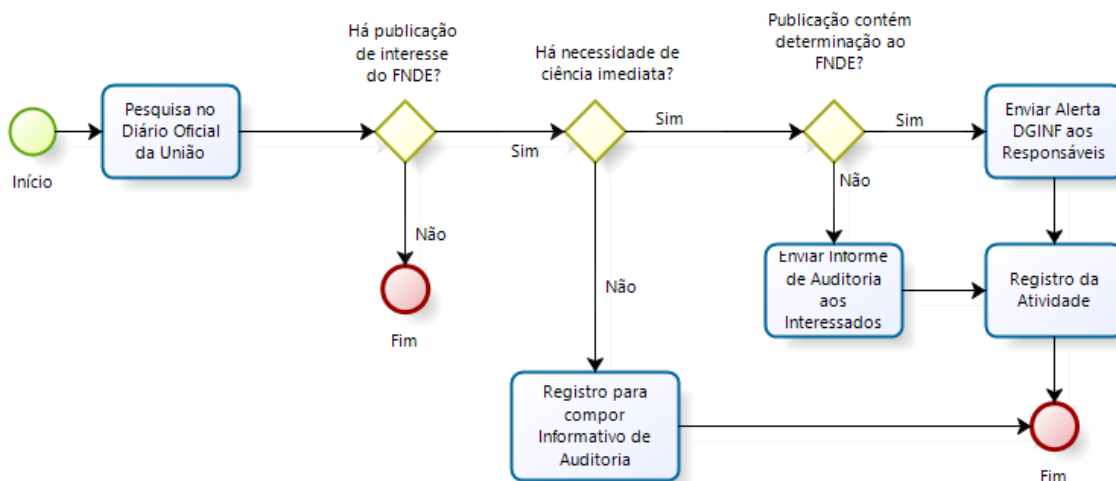 Há publicação
de interesse
do FNDE?
Há necessidade de
ciência imediata?
Publicação contém
determinação ao
FNDE?
Início
Pesquisa no
Diário Oficial
da União
Sim
Sim
Sim
Enviar Alerta
DGINF aos
Responsáveis
Não
Fim
Não
Não
Enviar Informe
de Auditoria
aos
Interessados
Registro da
Atividade
Registro para
compor
Informativo de
Auditoria
Fim